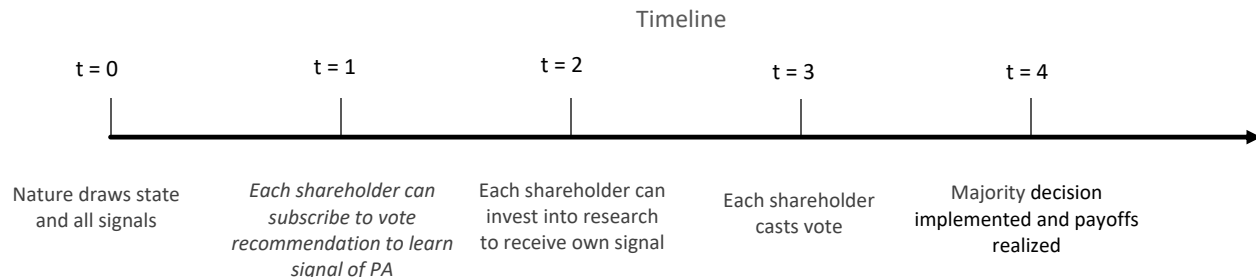 Timeline
t = 0
t = 1
t = 2
t = 3
t = 4
Nature draws state
and all signals
Each shareholder can
subscribe to vote
recommendation to learn
signal of PA
Each shareholder can
invest into research
to receive own signal
Each shareholder
casts vote
Majority decision
implemented and payoffs
realized